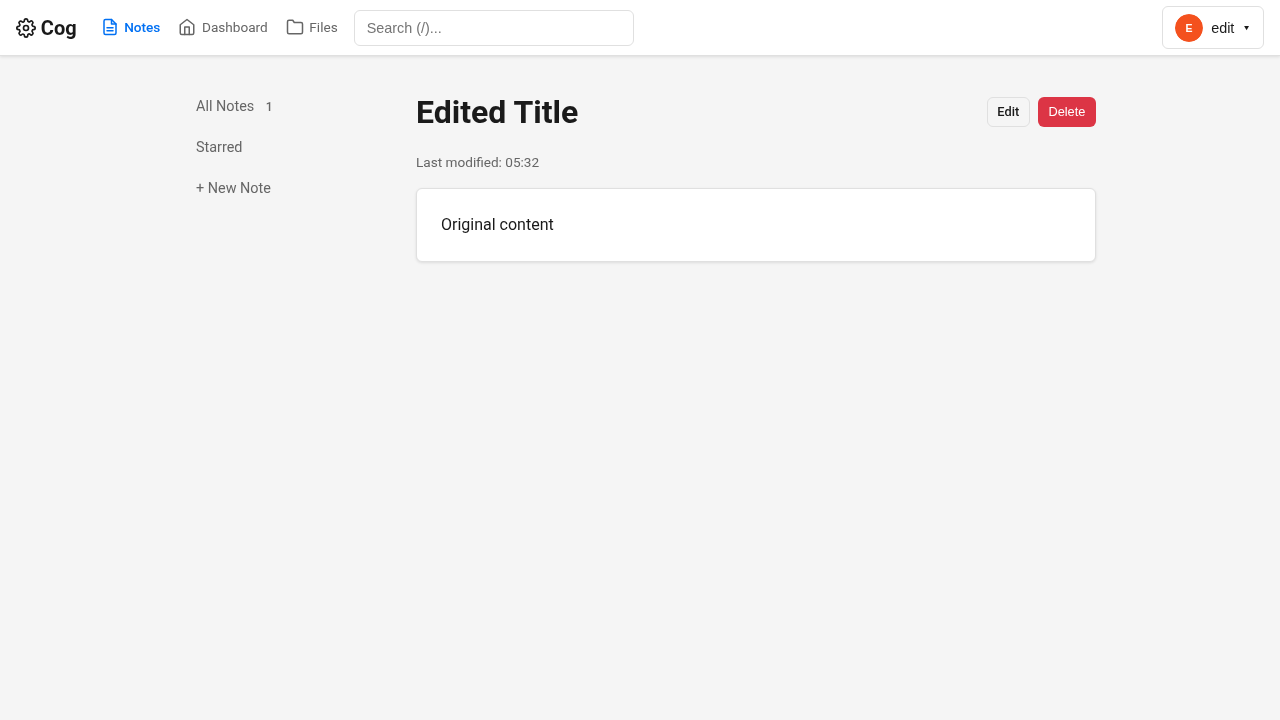 Cog Notes Dashboard Files Search (/)... E edit ▾
All Notes 1
Starred
+ New Note
Edited Title Edit Delete
Last modified: 05:32
Original content